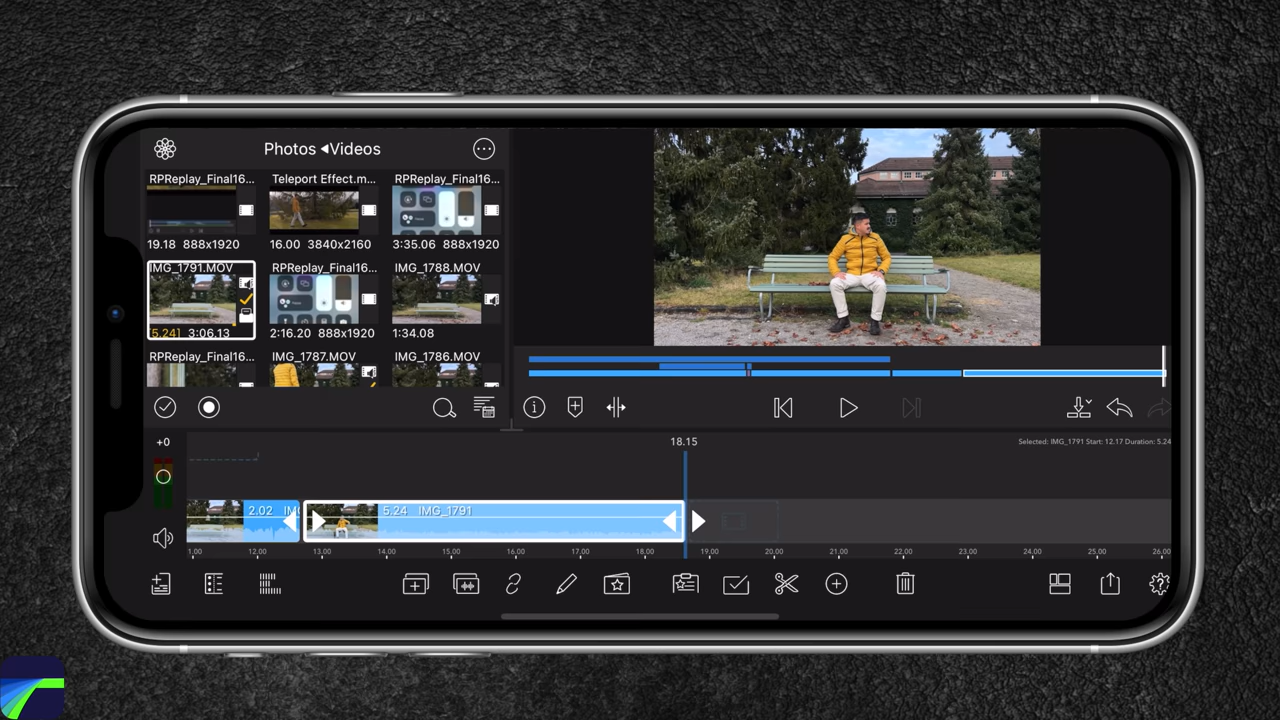 Photos ◂Videos
RPReplay_Final16... Teleport Effect.m... RPReplay_Final16...
19.18 888x1920 16.00 3840x2160 3:35.06 888x1920
IMG_1791.MOV RPReplay_Final16... IMG_1788.MOV
[5.24] 3:06.13 2:16.20 888x1920 1:34.08
RPReplay_Final16... IMG_1787.MOV IMG_1786.MOV
+0
18.15
Selected: IMG_1791 Start: 12.17 Duration: 5.24
2.02 IMG 5.24 IMG_1791
1.00 12.00 13.00 14.00 15.00 16.00 17.00 18.00 19.00 20.00 21.00 22.00 23.00 24.00 25.00 26.00